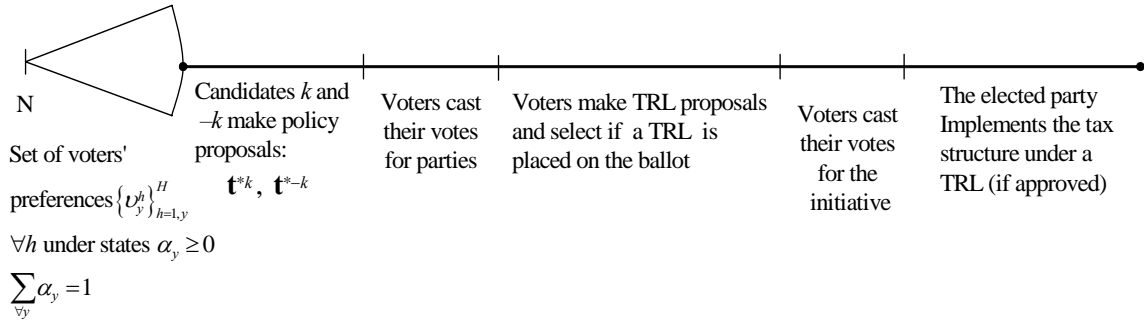 N
Set of voters'
preferences {υ_y^h}_{h=1,y}^H
∀h under states α_y ≥ 0
∑_{∀y} α_y = 1
Candidates k and
–k make policy
proposals:
t*k, t*–k
Voters cast
their votes
for parties
Voters make TRL proposals
and select if a TRL is
placed on the ballot
Voters cast
their votes
for the
initiative
The elected party
Implements the tax
structure under a
TRL (if approved)